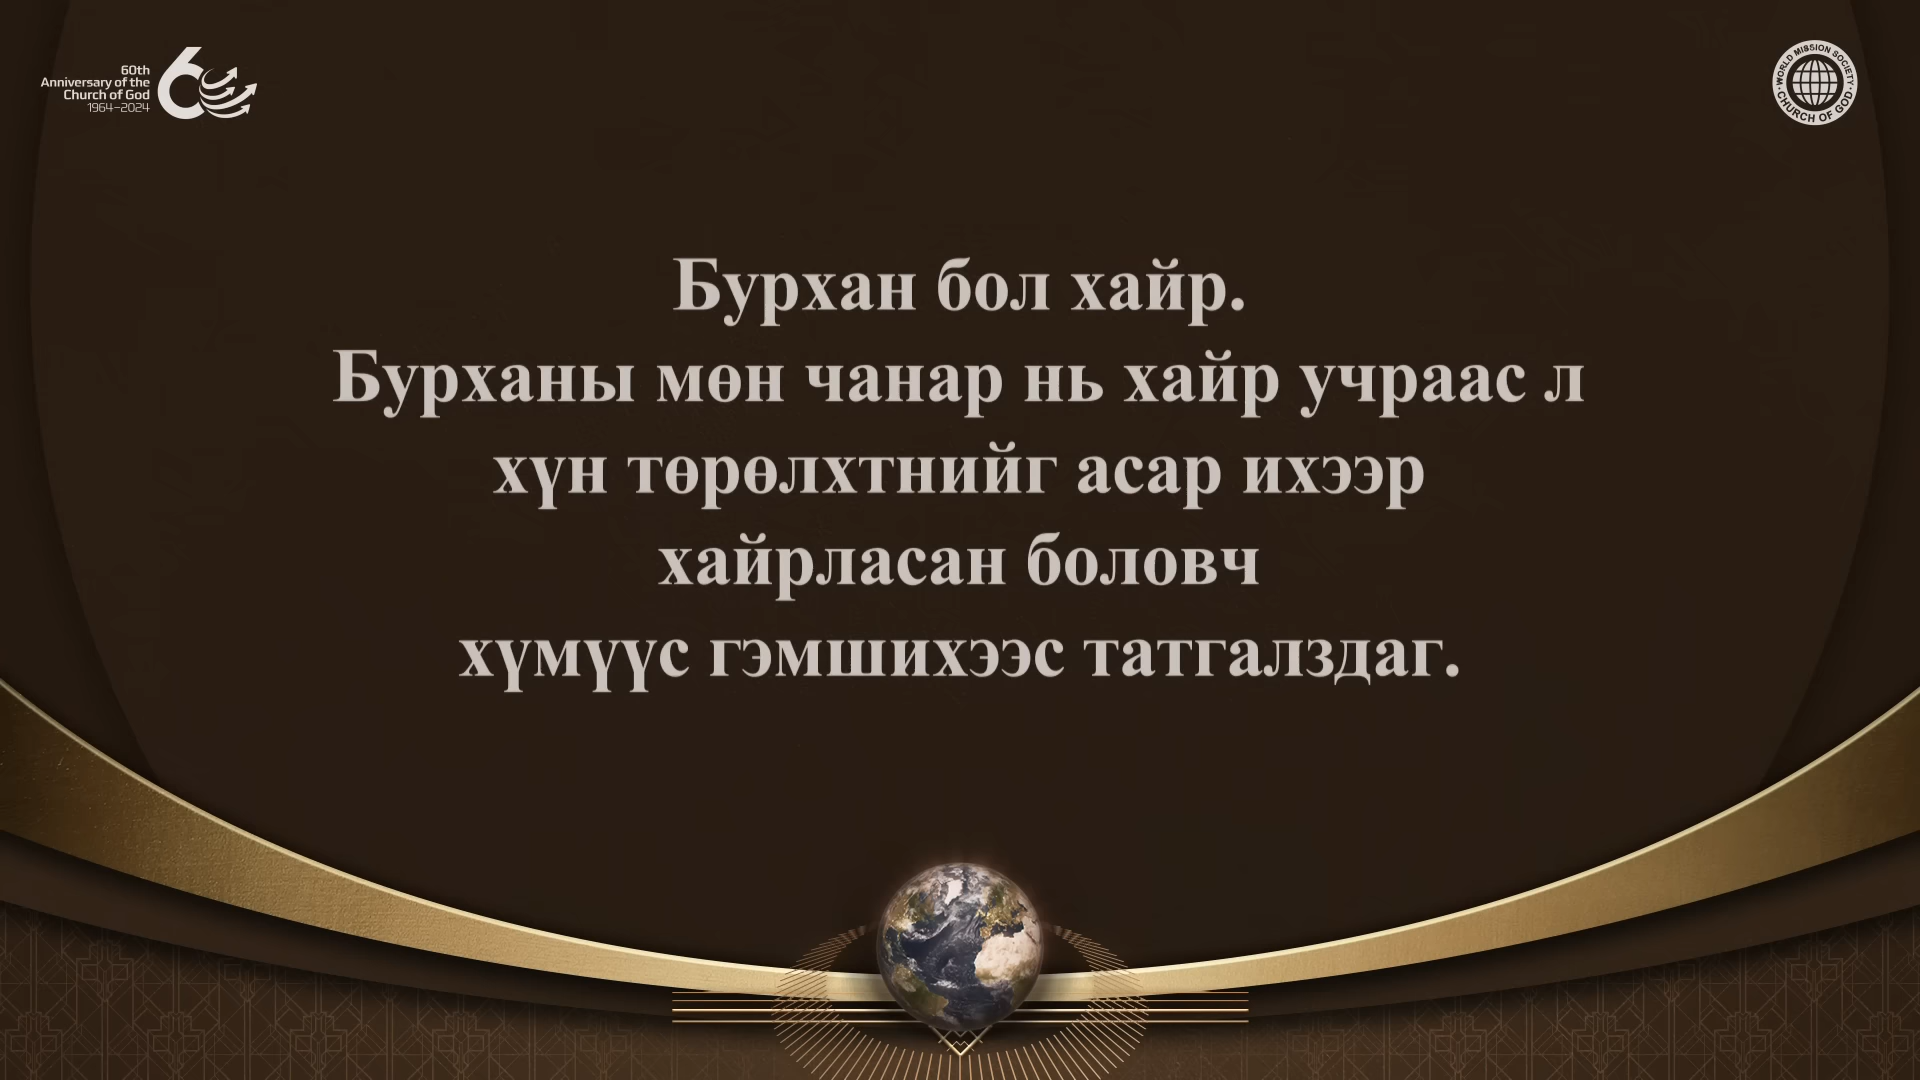 60th
Anniversary of the
Church of God
1964–2024
60
WORLD MISSION SOCIETY
CHURCH OF GOD
Бурхан бол хайр.
Бурханы мөн чанар нь хайр учраас л
хүн төрөлхтнийг асар ихээр
хайрласан боловч
хүмүүс гэмшихээс татгалздаг.